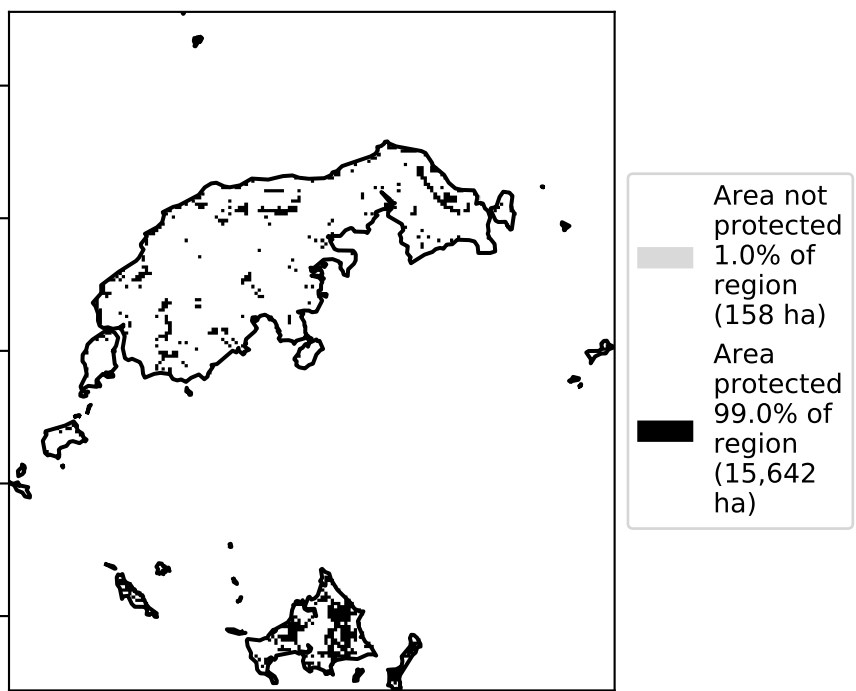 Area not
protected
1.0% of
region
(158 ha)
Area
protected
99.0% of
region
(15,642
ha)